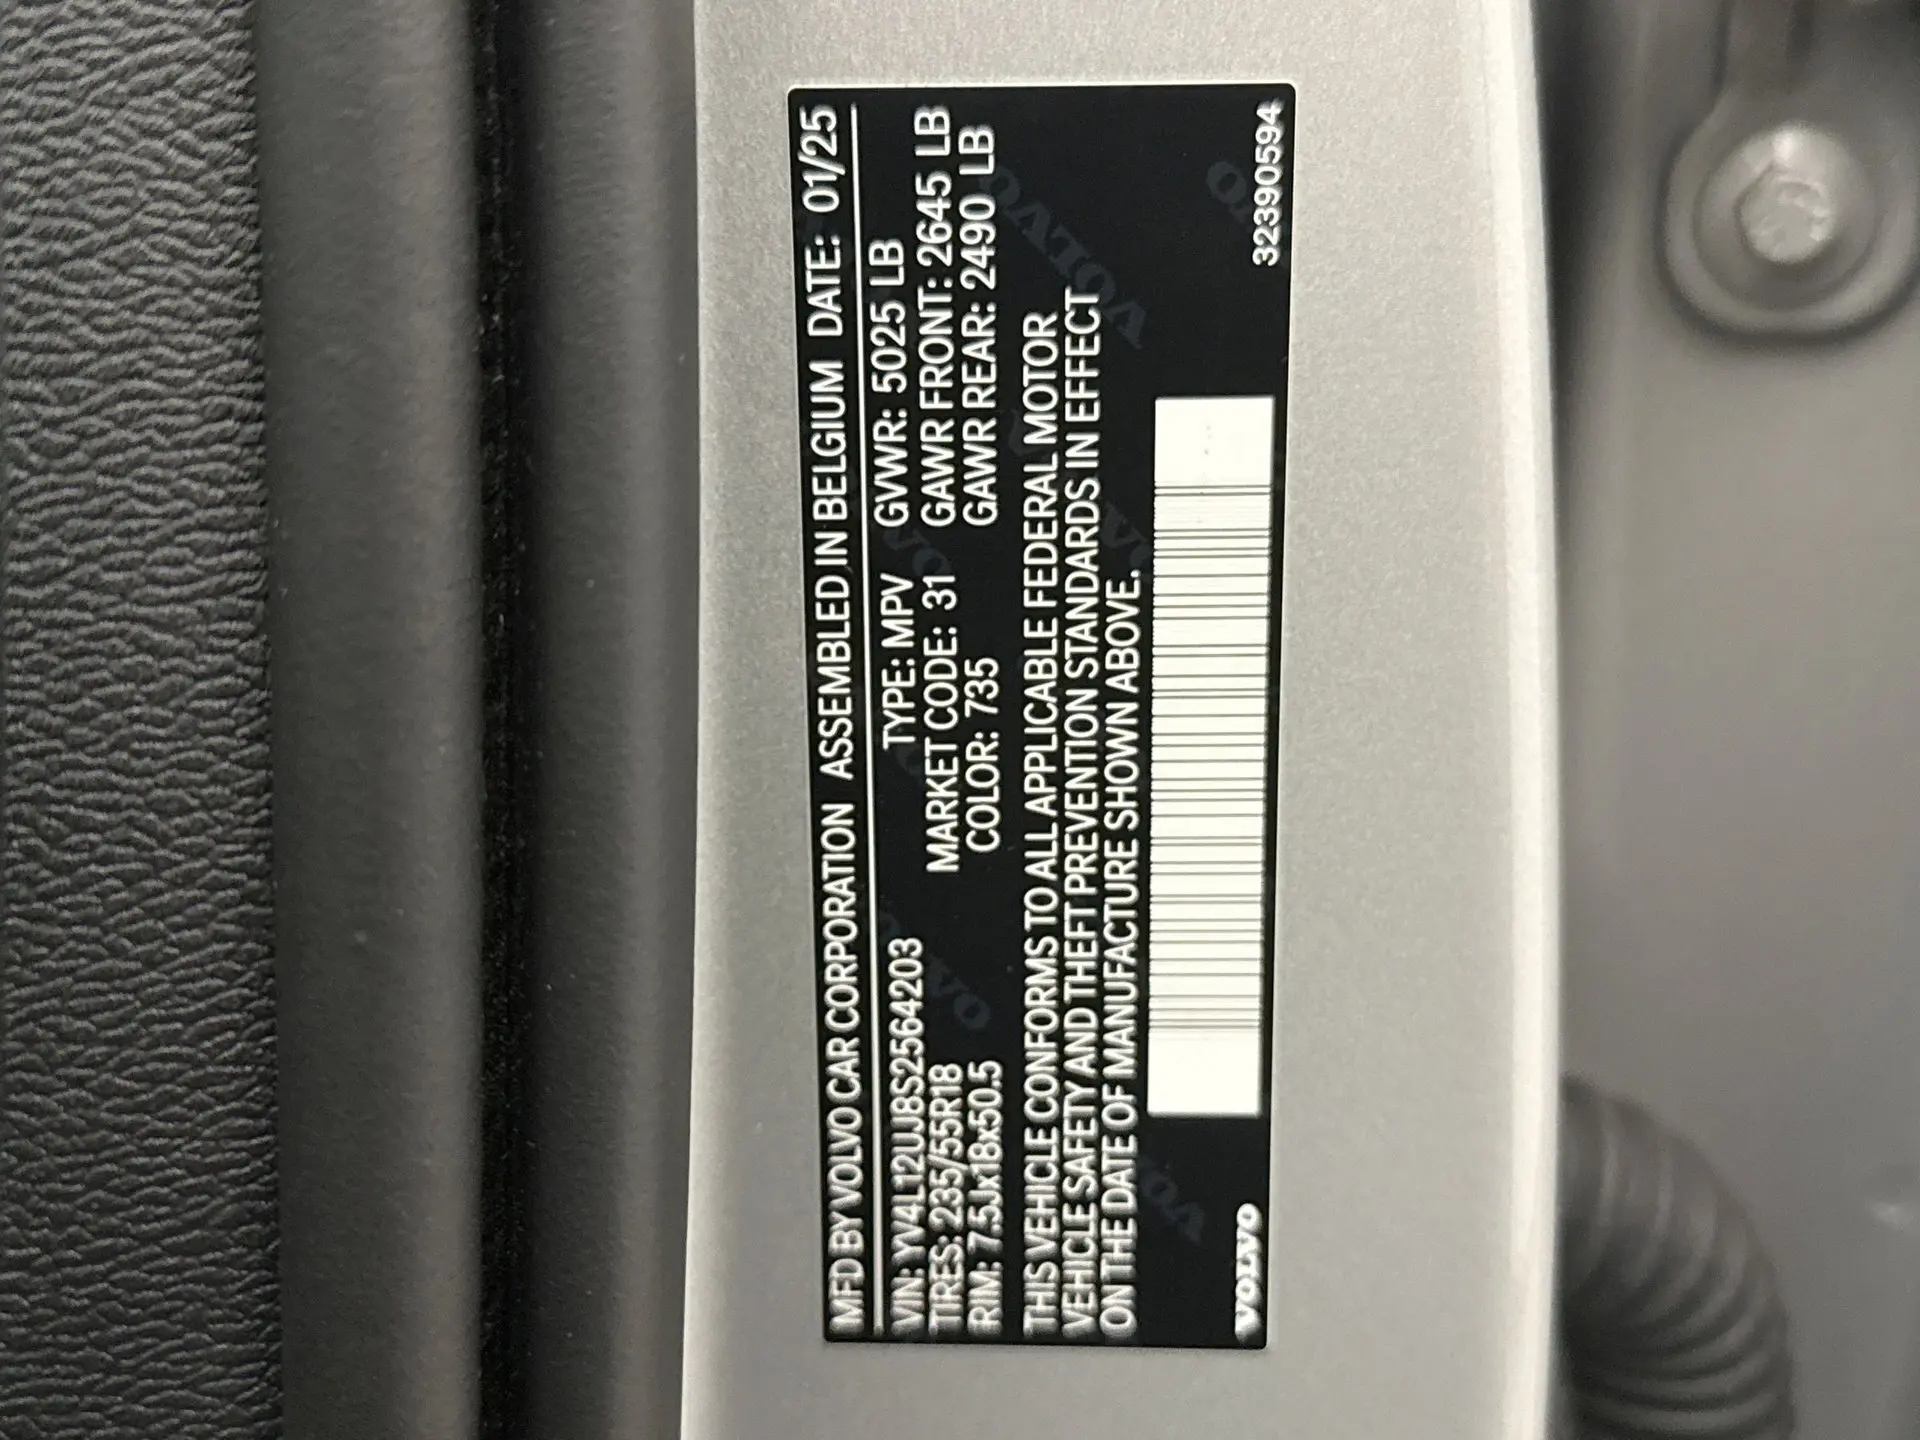 MFD BY VOLVO CAR CORPORATION ASSEMBLED IN BELGIUM DATE: 01/25
VIN: YV4L12UJ8S2564203 TYPE: MPV GVWR: 5025 LB
TIRES: 235/55R18 MARKET CODE: 31 GAWR FRONT: 2645 LB
RIM: 7.5Jx18x50.5 COLOR: 735 GAWR REAR: 2490 LB
THIS VEHICLE CONFORMS TO ALL APPLICABLE FEDERAL MOTOR
VEHICLE SAFETY AND THEFT PREVENTION STANDARDS IN EFFECT
ON THE DATE OF MANUFACTURE SHOWN ABOVE.
VOLVO 32390594